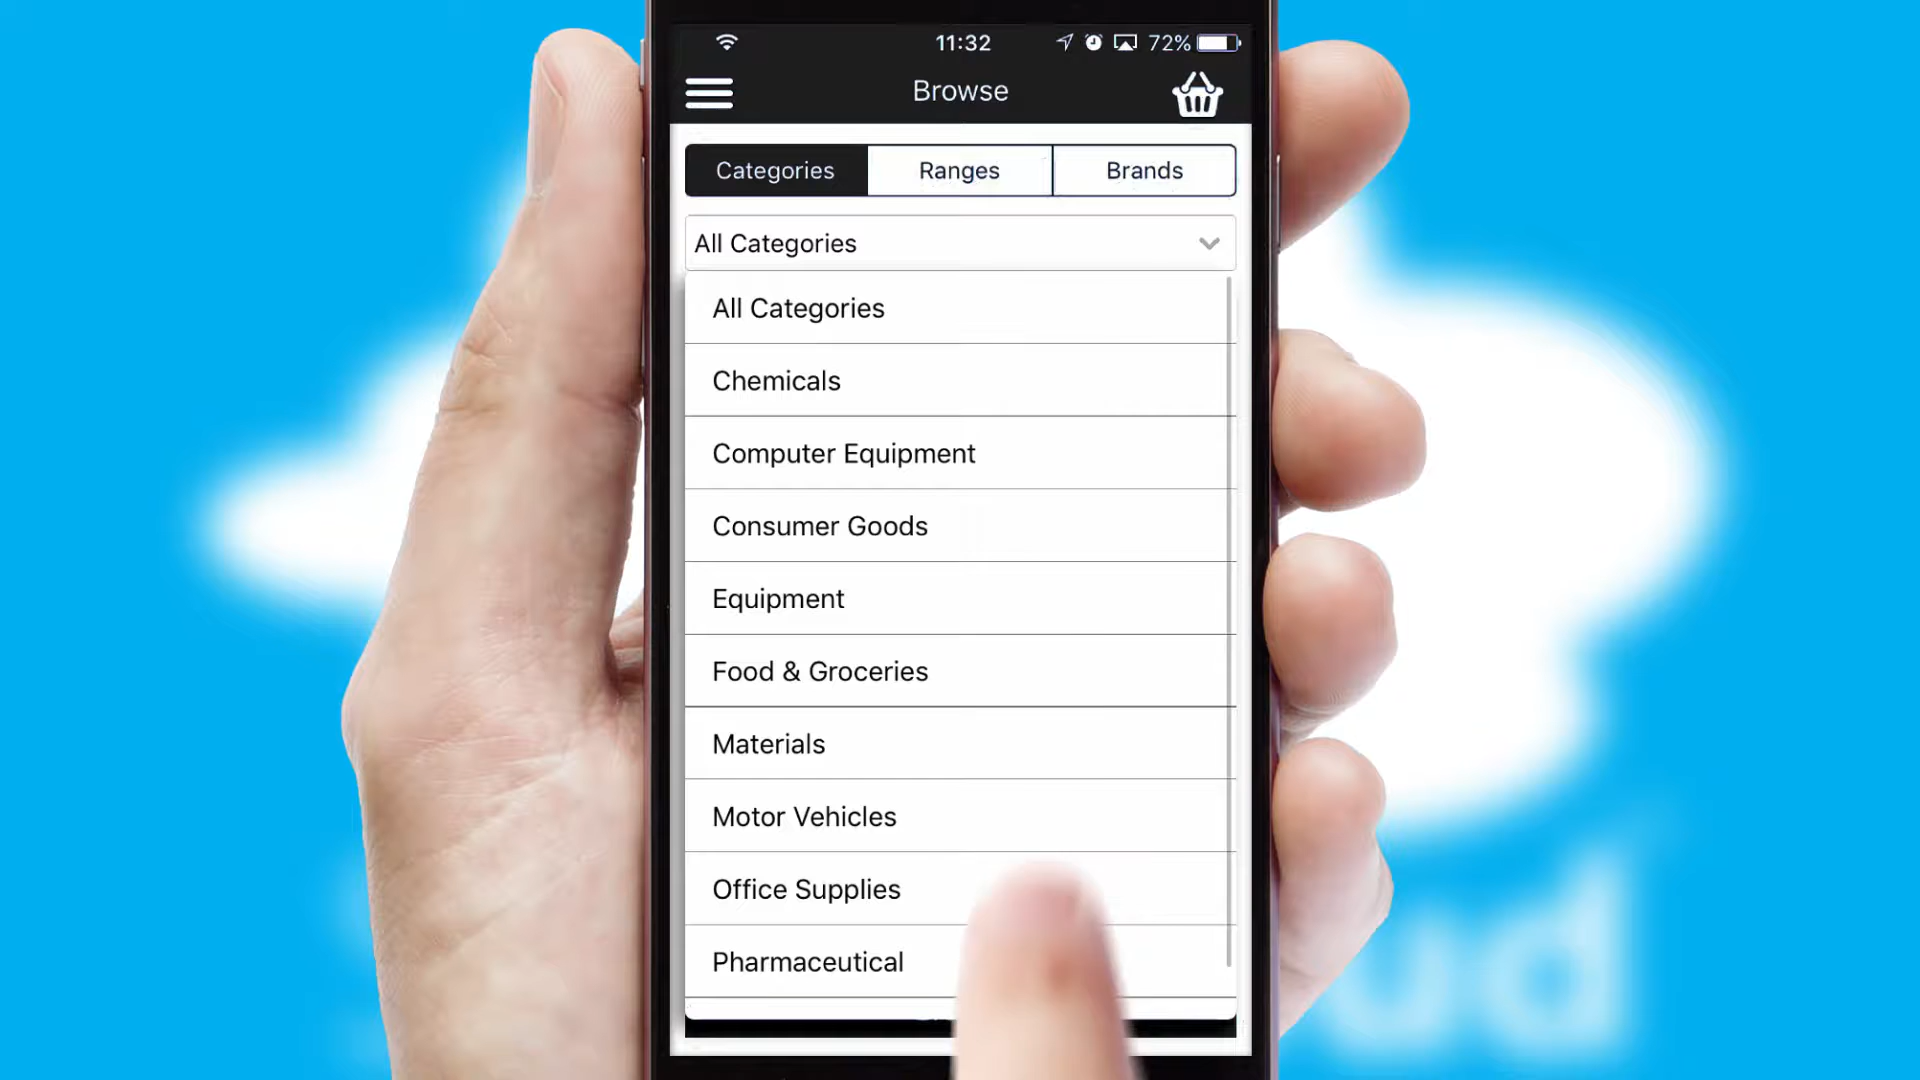 11:32
72%
Browse
Categories
Ranges
Brands
All Categories
All Categories
Chemicals
Computer Equipment
Consumer Goods
Equipment
Food & Groceries
Materials
Motor Vehicles
Office Supplies
Pharmaceutical
ud